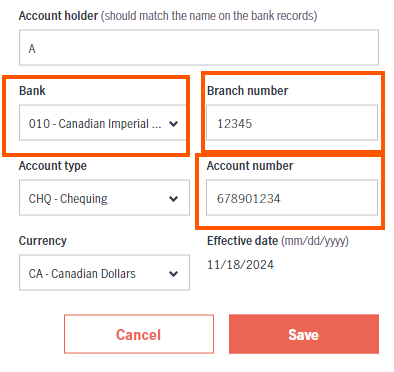 Account holder (should match the name on the bank records)
A
Bank
Branch number
010 - Canadian Imperial ...
12345
Account type
Account number
CHQ - Chequing
678901234
Currency
Effective date (mm/dd/yyyy)
CA - Canadian Dollars
11/18/2024
Cancel
Save